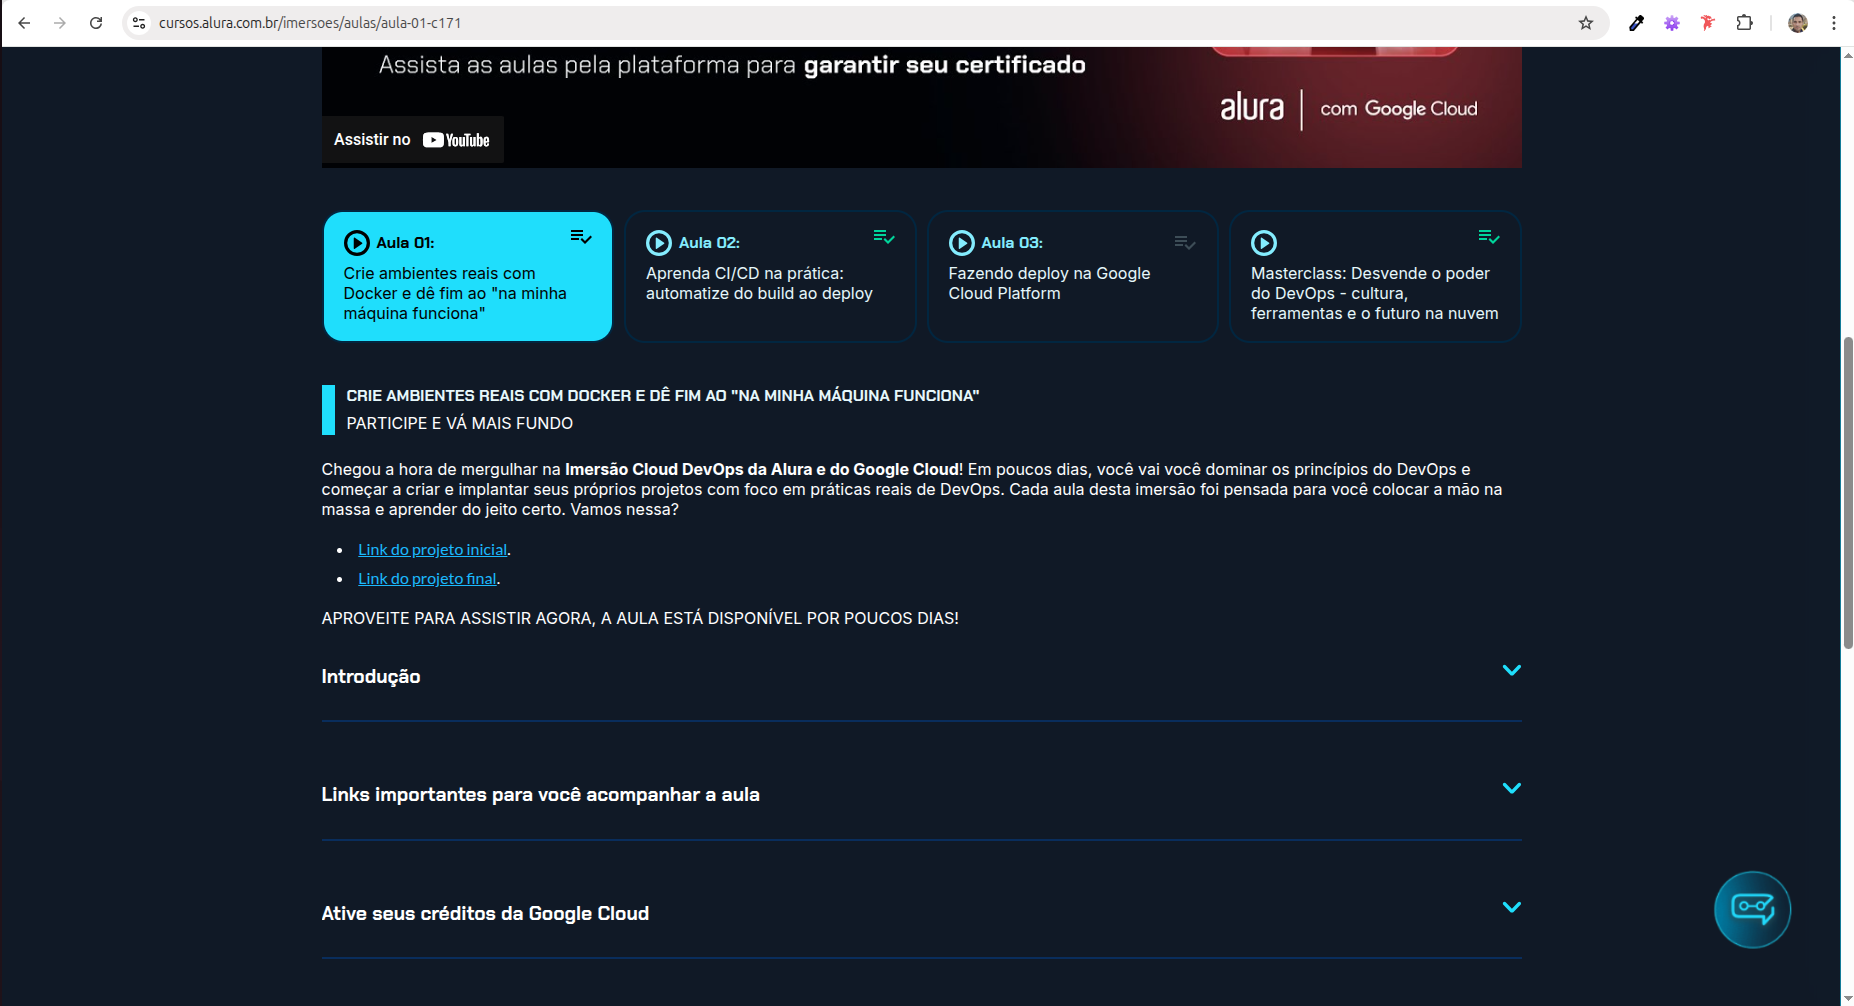 cursos.alura.com.br/imersoes/aulas/aula-01-c171
Assista as aulas pela plataforma para garantir seu certificado
alura | com Google Cloud
Assistir no YouTube
Aula 01:
Crie ambientes reais com
Docker e dê fim ao "na minha
máquina funciona"
Aula 02:
Aprenda CI/CD na prática:
automatize do build ao deploy
Aula 03:
Fazendo deploy na Google
Cloud Platform
Masterclass: Desvende o poder
do DevOps - cultura,
ferramentas e o futuro na nuvem
CRIE AMBIENTES REAIS COM DOCKER E DÊ FIM AO "NA MINHA MÁQUINA FUNCIONA"
PARTICIPE E VÁ MAIS FUNDO
Chegou a hora de mergulhar na Imersão Cloud DevOps da Alura e do Google Cloud! Em poucos dias, você vai você dominar os princípios do DevOps e
começar a criar e implantar seus próprios projetos com foco em práticas reais de DevOps. Cada aula desta imersão foi pensada para você colocar a mão na
massa e aprender do jeito certo. Vamos nessa?
• Link do projeto inicial.
• Link do projeto final.
APROVEITE PARA ASSISTIR AGORA, A AULA ESTÁ DISPONÍVEL POR POUCOS DIAS!
Introdução
Links importantes para você acompanhar a aula
Ative seus créditos da Google Cloud